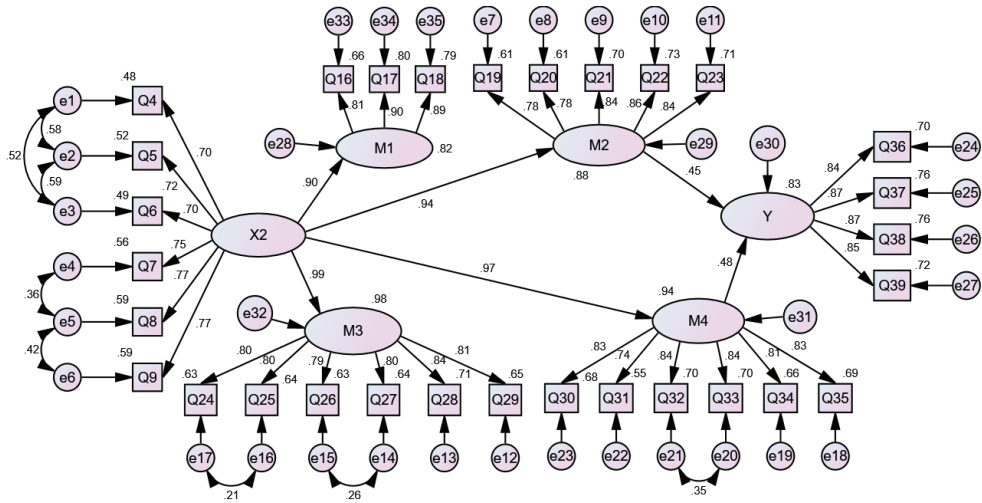 e33 e34 e35 e7 e8 e9 e10 e11
.66 .80 .79 .61 .61 .70 .73 .71
Q16 Q17 Q18 Q19 Q20 Q21 Q22 Q23
.48
e1 Q4
.81 .90 .89 .78 .78 .84 .86 .84
.58
e28 M1 .82 M2 e29 e30
.88
.52 e2 .52 Q5
.70
.59
.90 .94 .45 .83
.70
.84 Q36 e24
.76
.87 Q37 e25
.72
e3 .49 Q6 .70
X2 Y
.76
.87 Q38 e26
.72
.85 Q39 e27
.56
e4 Q7 .75
.99 .97 .48
.36 .77
.59
e5 Q8
.98 .94
e32 M3 M4 e31
.42 .77
.59
e6 Q9
.80 .80 .79 .80 .84 .81 .83 .74 .84 .84 .81 .83
.63 .64 .63 .64 .71 .65 .68 .55 .70 .70 .66 .69
Q24 Q25 Q26 Q27 Q28 Q29 Q30 Q31 Q32 Q33 Q34 Q35
e17 e16 e15 e14 e13 e12 e23 e22 e21 e20 e19 e18
.21 .26 .35